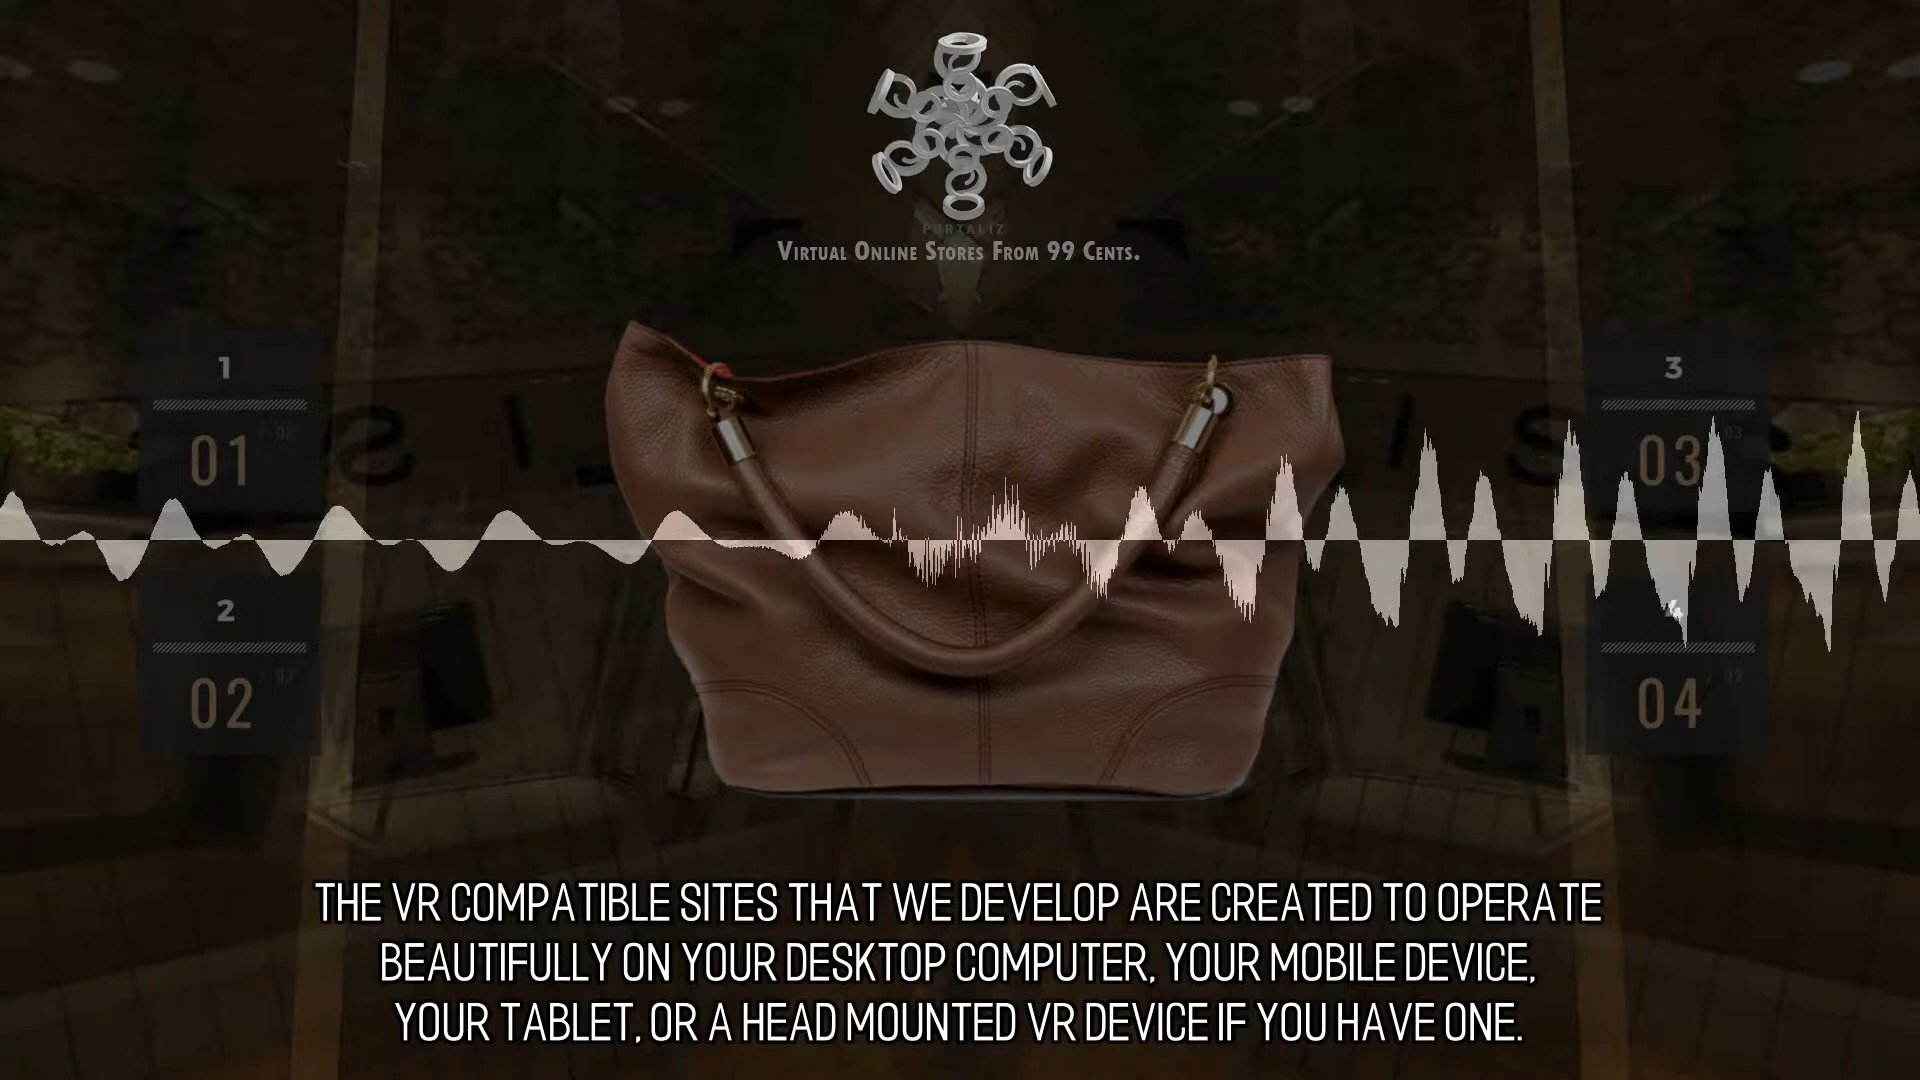 PORTALIZ
Virtual Online Stores From 99 Cents.
1
01
2
02
3
03
4
04
THE VR COMPATIBLE SITES THAT WE DEVELOP ARE CREATED TO OPERATE
BEAUTIFULLY ON YOUR DESKTOP COMPUTER, YOUR MOBILE DEVICE,
YOUR TABLET, OR A HEAD MOUNTED VR DEVICE IF YOU HAVE ONE.